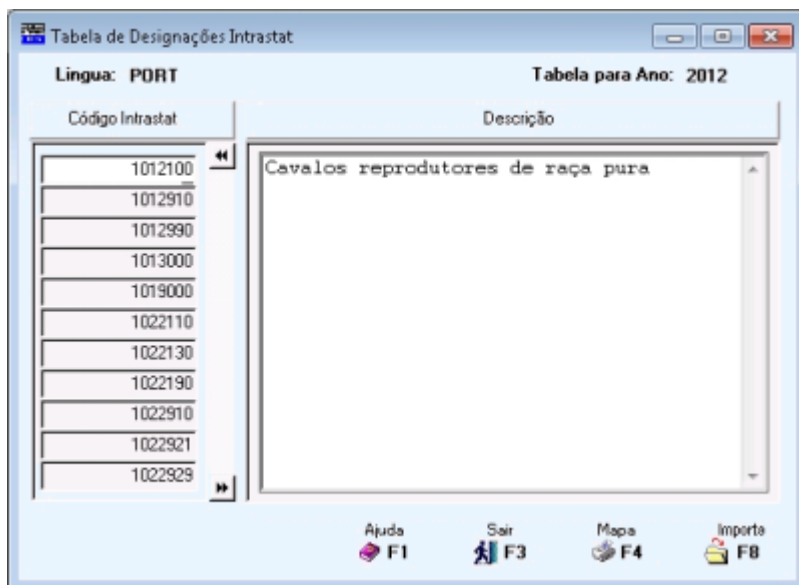 Tabela de Designações Intrastat
Lingua: PORT Tabela para Ano: 2012
Código Intrastat Descrição
1012100 Cavalos reprodutores de raça pura
1012910
1012990
1013000
1019000
1022110
1022130
1022190
1022910
1022921
1022929
Ajuda Sair Mapa Importa
F1 F3 F4 F8